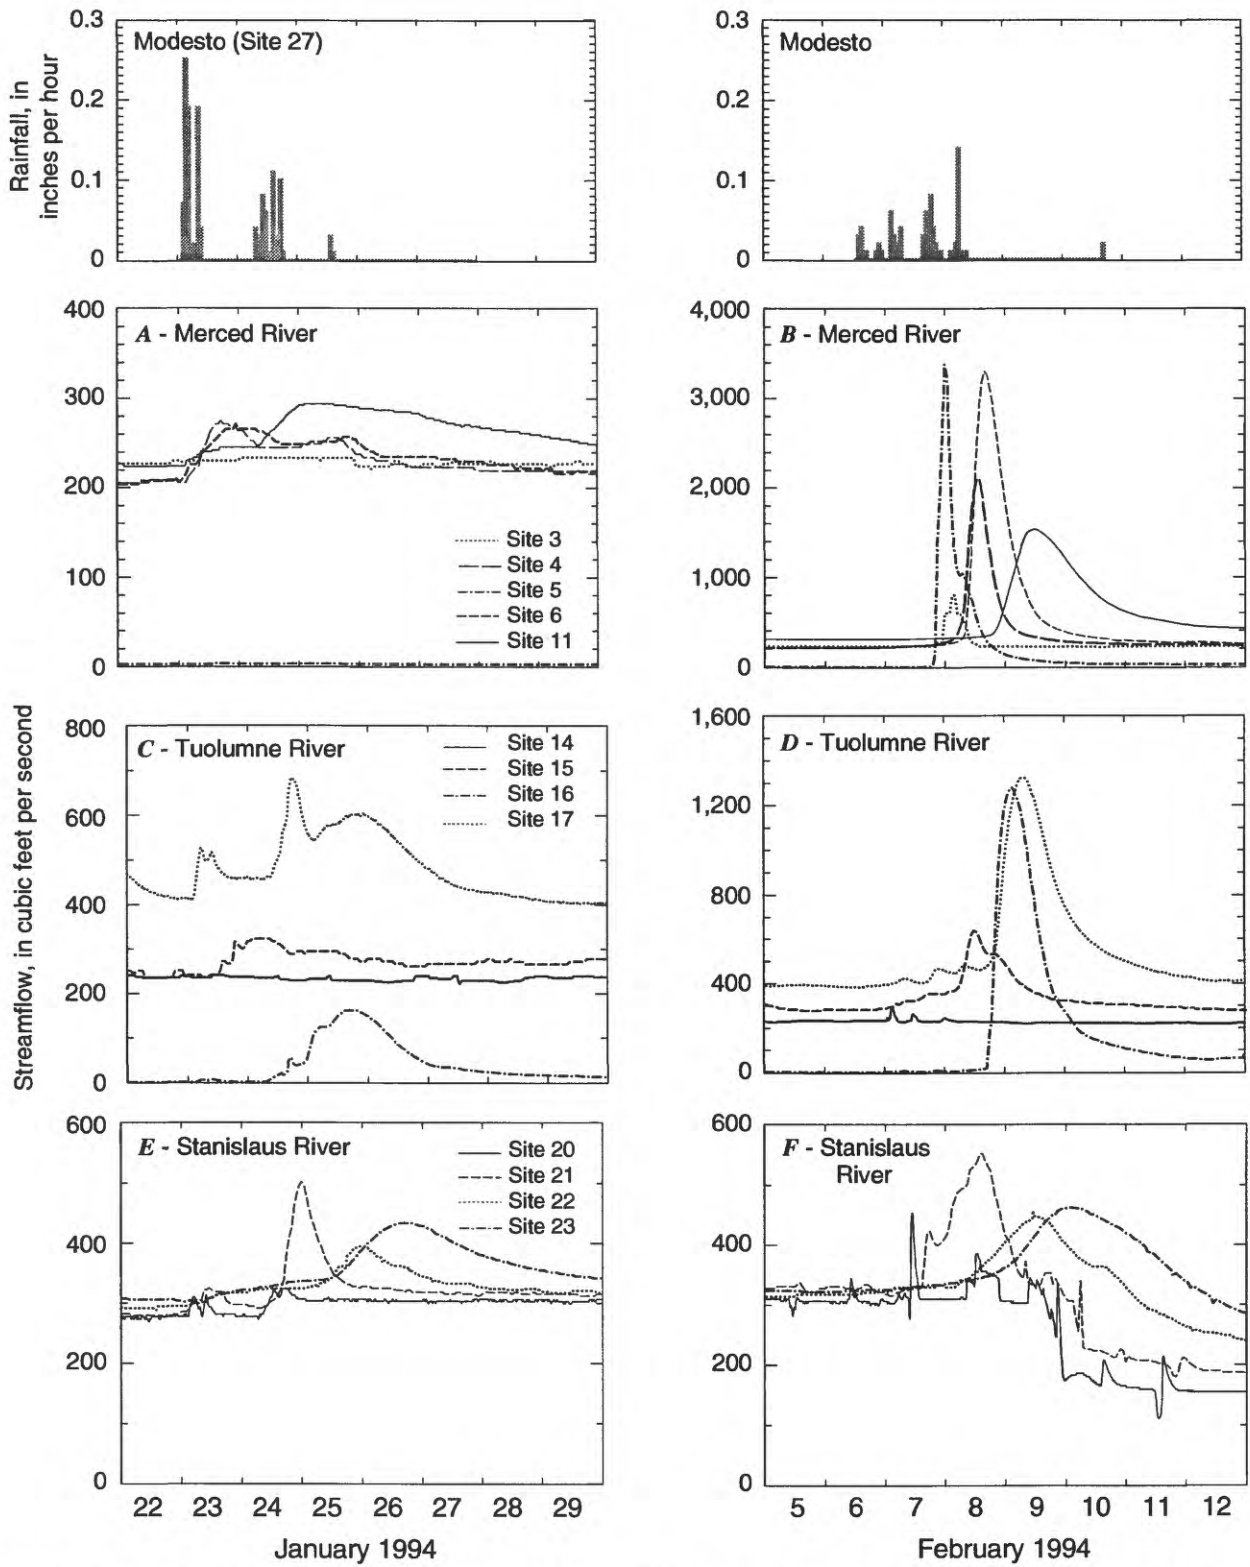 Modesto (Site 27)
0.3
0.2
0.1
0
Rainfall, in
inches per hour
Modesto
0.3
0.2
0.1
0
A - Merced River
400
300
200
100
0
Site 3
Site 4
Site 5
Site 6
Site 11
B - Merced River
4,000
3,000
2,000
1,000
0
Streamflow, in cubic feet per second
C - Tuolumne River
800
600
400
200
0
Site 14
Site 15
Site 16
Site 17
D - Tuolumne River
1,600
1,200
800
400
0
E - Stanislaus River
600
400
200
0
Site 20
Site 21
Site 22
Site 23
22 23 24 25 26 27 28 29
January 1994
F - Stanislaus
River
600
400
200
0
5 6 7 8 9 10 11 12
February 1994